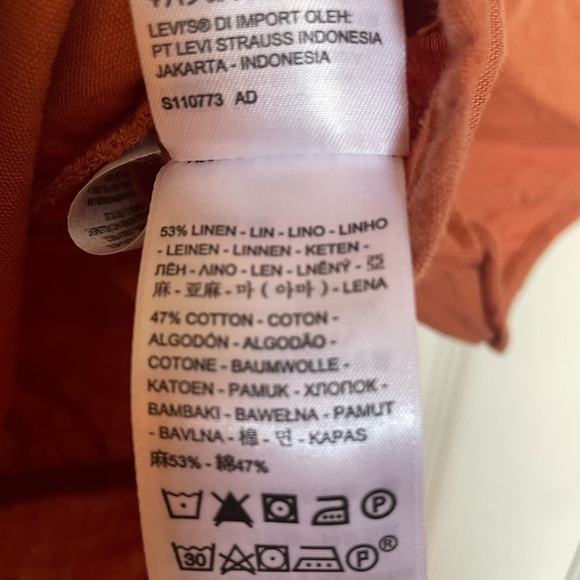 LEVI'S® DI IMPORT OLEH:
PT LEVI STRAUSS INDONESIA
JAKARTA - INDONESIA
S110773 AD
53% LINEN - LIN - LINO - LINHO
- LEINEN - LINNEN - KETEN -
ЛЁН - ΛΙΝΟ - LEN - LNĚNÝ - 亞
麻 - 亚麻 - 마 ( 아마 ) - LENA
47% COTTON - COTON -
ALGODÓN - ALGODÃO -
COTONE - BAUMWOLLE -
KATOEN - PAMUK - ХЛОПОК -
BAMBAKI - BAWEŁNA - PAMUT
- BAVLNA - 棉 - 면 - KAPAS
麻53% - 綿47%
P
30 P ®